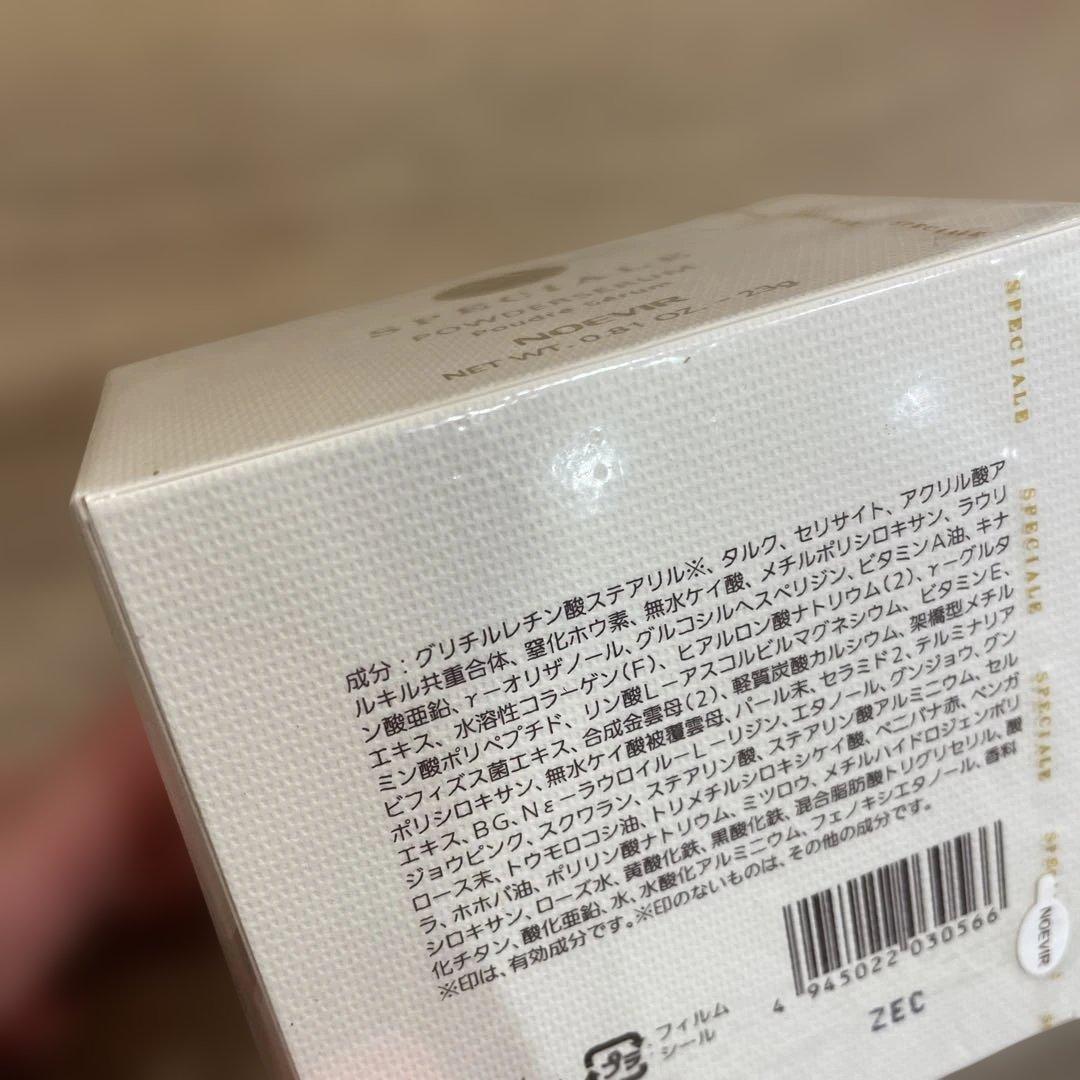 SPECIALE
POWDERSERUM
Poudre Sérum
NOEVIR
NET WT. 0.81 OZ. - 23g
SPECIALE
SPECIALE
SPECIALE
成分：グリチルレチン酸ステアリル※、タルク、セリサイト、アクリル酸ア
ルキル共重合体、窒化ホウ素、無水ケイ酸、メチルポリシロキサン、ラウリ
ン酸亜鉛、γーオリザノール、グルコシルヘスペリジン、ビタミンA油、キナ
エキス、水溶性コラーゲン(F)、ヒアルロン酸ナトリウム(2)、γーグルタ
ミン酸ポリペプチド、リン酸Lーアスコルビルマグネシウム、ビタミンE、
ビフィズス菌エキス、合成金雲母(2)、軽質炭酸カルシウム、架橋型メチル
ポリシロキサン、無水ケイ酸被覆雲母、パール末、セラミド2、テルミナリア
エキス、BG、NεーラウロイルーLーリジン、エタノール、グンジョウ、グン
ジョウピンク、スクワラン、ステアリン酸、ステアリン酸アルミニウム、セル
ロース末、トウモロコシ油、トリメチルシロキシケイ酸、ベニバナ赤、ベンガ
ラ、ホホバ油、ポリリン酸ナトリウム、ミツロウ、メチルハイドロジェンポリ
シロキサン、ローズ水、黄酸化鉄、黒酸化鉄、混合脂肪酸トリグリセリル、酸
化チタン、酸化亜鉛、水、水酸化アルミニウム、フェノキシエタノール、香料
※印は、有効成分です。※印のないものは、その他の成分です。
4 945022 030566
ZEC
NOEVIR
プラ
：フィルム
シール